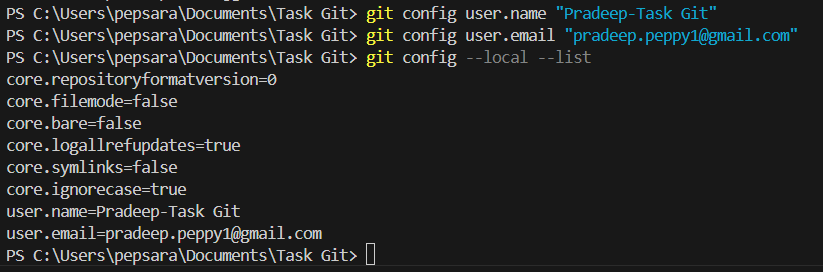 PS C:\Users\pepsara\Documents\Task Git> git config user.name "Pradeep-Task Git"
PS C:\Users\pepsara\Documents\Task Git> git config user.email "pradeep.peppy1@gmail.com"
PS C:\Users\pepsara\Documents\Task Git> git config --local --list
core.repositoryformatversion=0
core.filemode=false
core.bare=false
core.logallrefupdates=true
core.symlinks=false
core.ignorecase=true
user.name=Pradeep-Task Git
user.email=pradeep.peppy1@gmail.com
PS C:\Users\pepsara\Documents\Task Git>